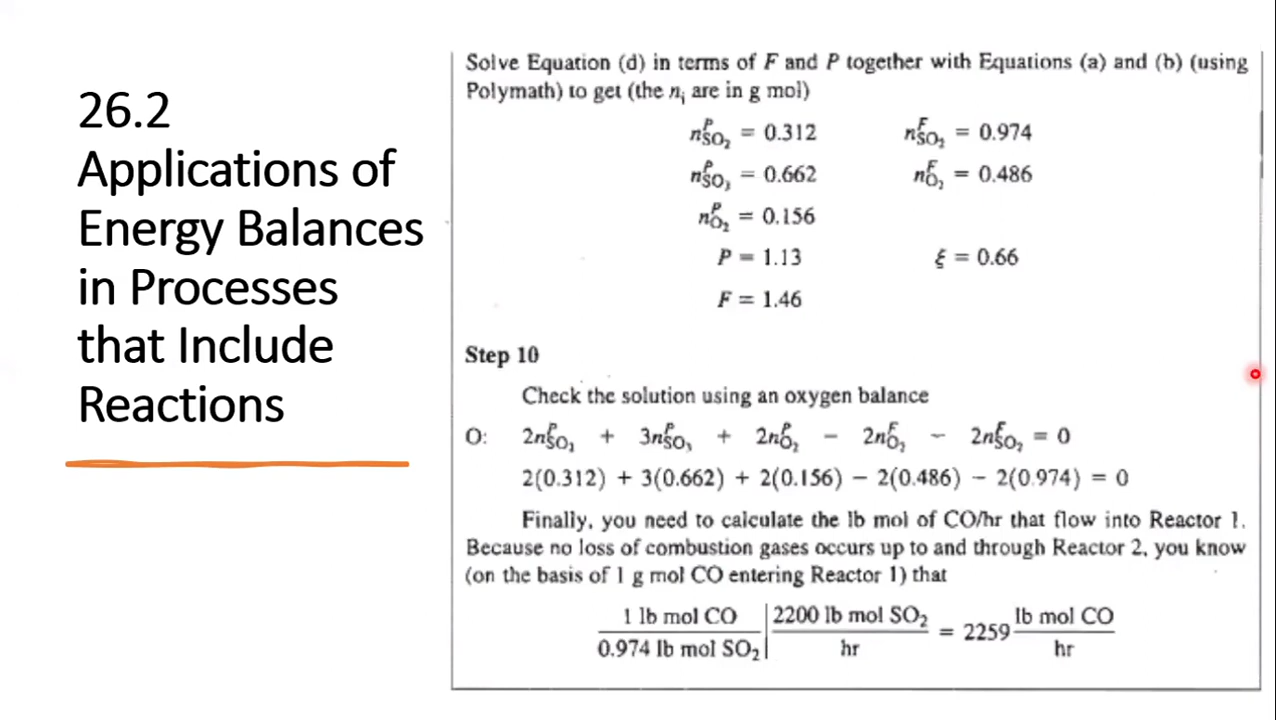 26.2
Applications of
Energy Balances
in Processes
that Include
Reactions
Solve Equation (d) in terms of F and P together with Equations (a) and (b) (using
Polymath) to get (the nᵢ are in g mol)
n^P_SO₂ = 0.312 n^F_SO₂ = 0.974
n^P_SO₃ = 0.662 n^F_O₂ = 0.486
n^P_O₂ = 0.156
P = 1.13 ξ = 0.66
F = 1.46
Step 10
Check the solution using an oxygen balance
O: 2n^P_SO₂ + 3n^P_SO₃ + 2n^P_O₂ − 2n^F_O₂ − 2n^F_SO₂ = 0
2(0.312) + 3(0.662) + 2(0.156) − 2(0.486) − 2(0.974) = 0
Finally, you need to calculate the lb mol of CO/hr that flow into Reactor 1.
Because no loss of combustion gases occurs up to and through Reactor 2, you know
(on the basis of 1 g mol CO entering Reactor 1) that
1 lb mol CO | 2200 lb mol SO₂ = 2259 lb mol CO
0.974 lb mol SO₂ | hr hr